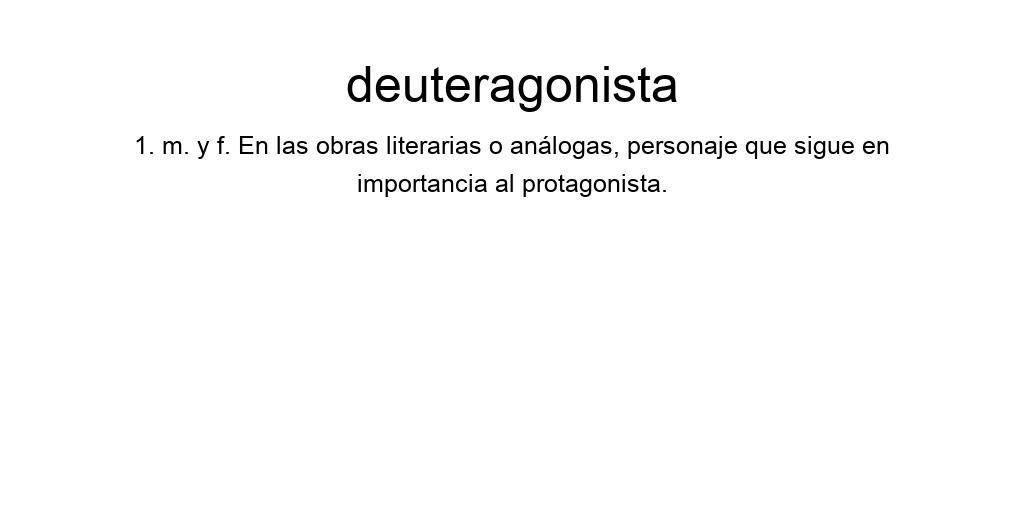 deuteragonista
1. m. y f. En las obras literarias o análogas, personaje que sigue en
importancia al protagonista.